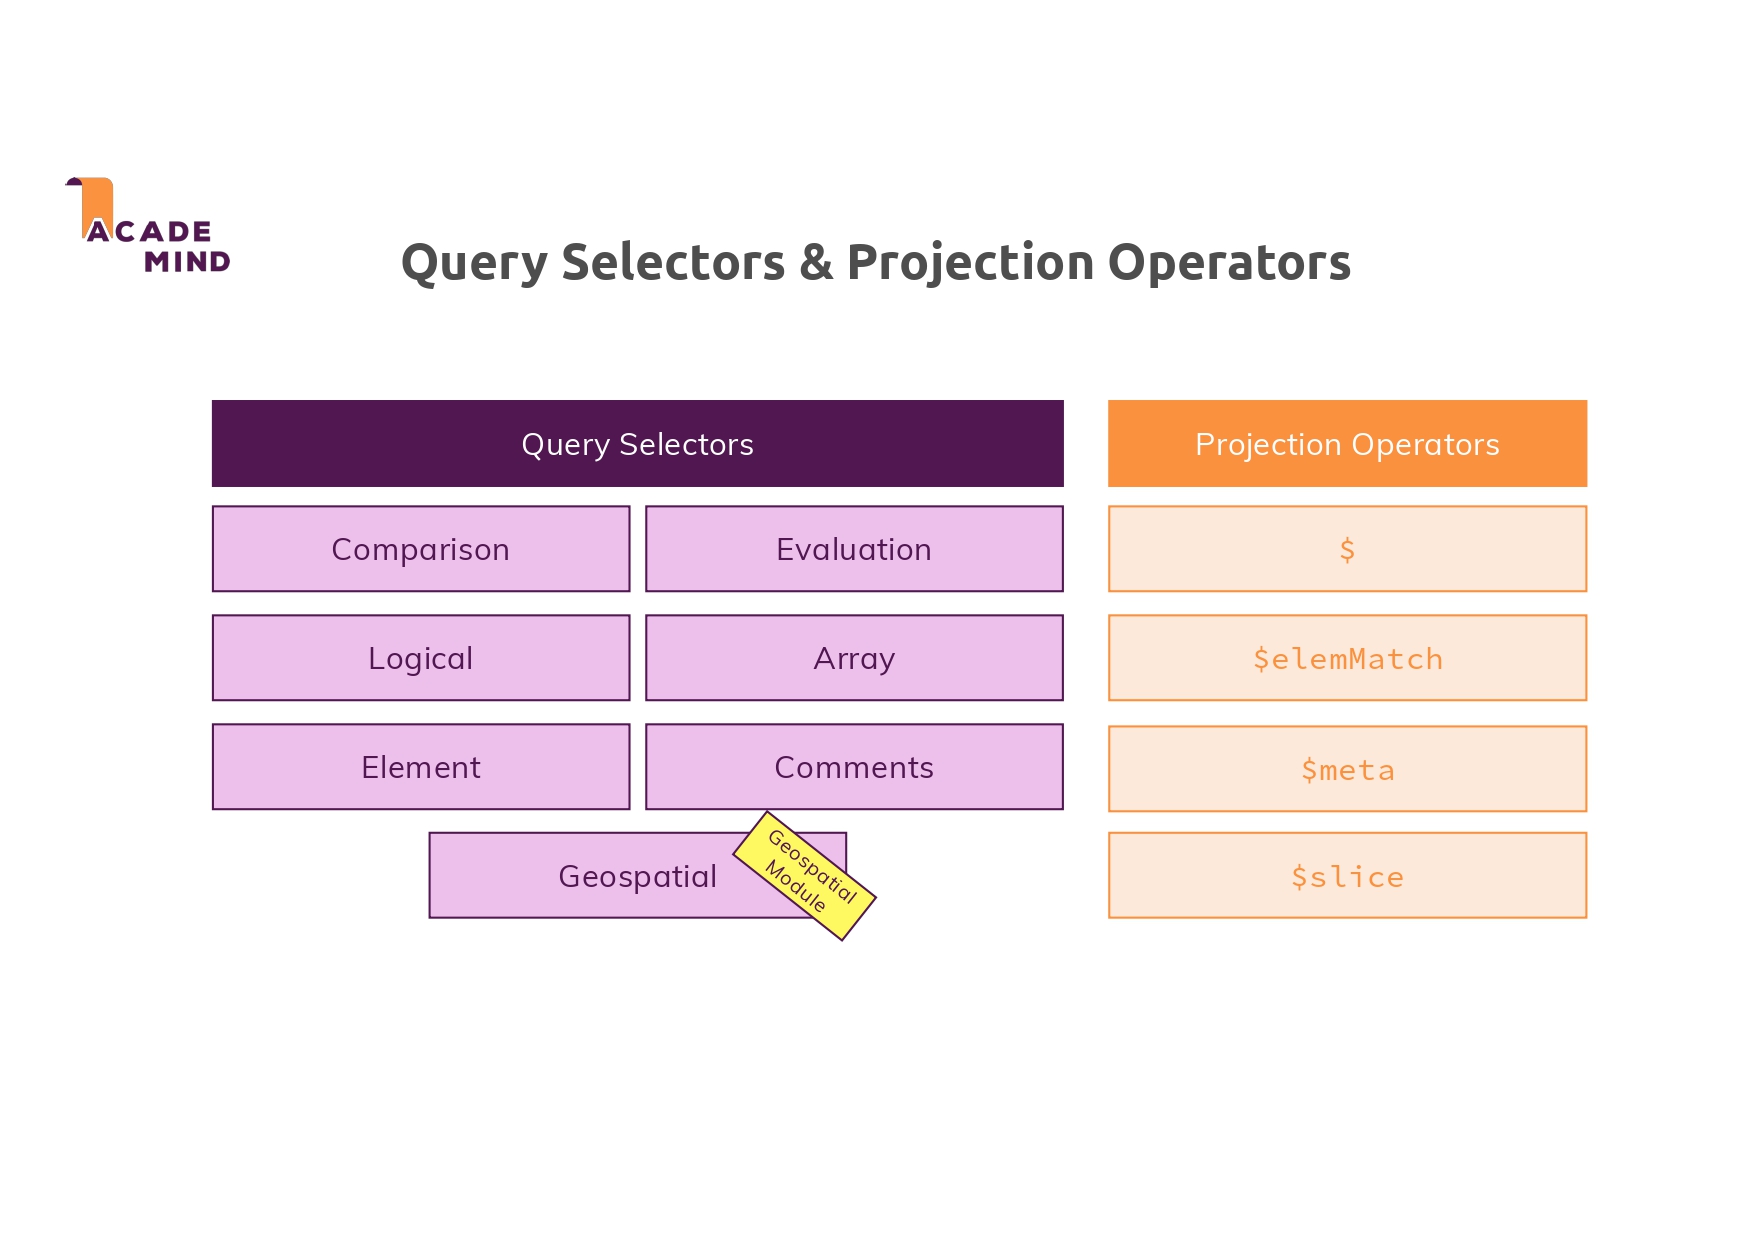 ACADE
MIND
Query Selectors & Projection Operators
Query Selectors
Comparison
Evaluation
Logical
Array
Element
Comments
Geospatial
Geospatial
Module
Projection Operators
$
$elemMatch
$meta
$slice